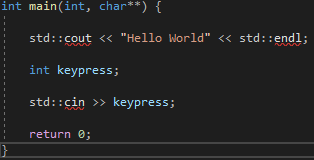 int main(int, char**) {
std::cout << "Hello World" << std::endl;
int keypress;
std::cin >> keypress;
return 0;
}